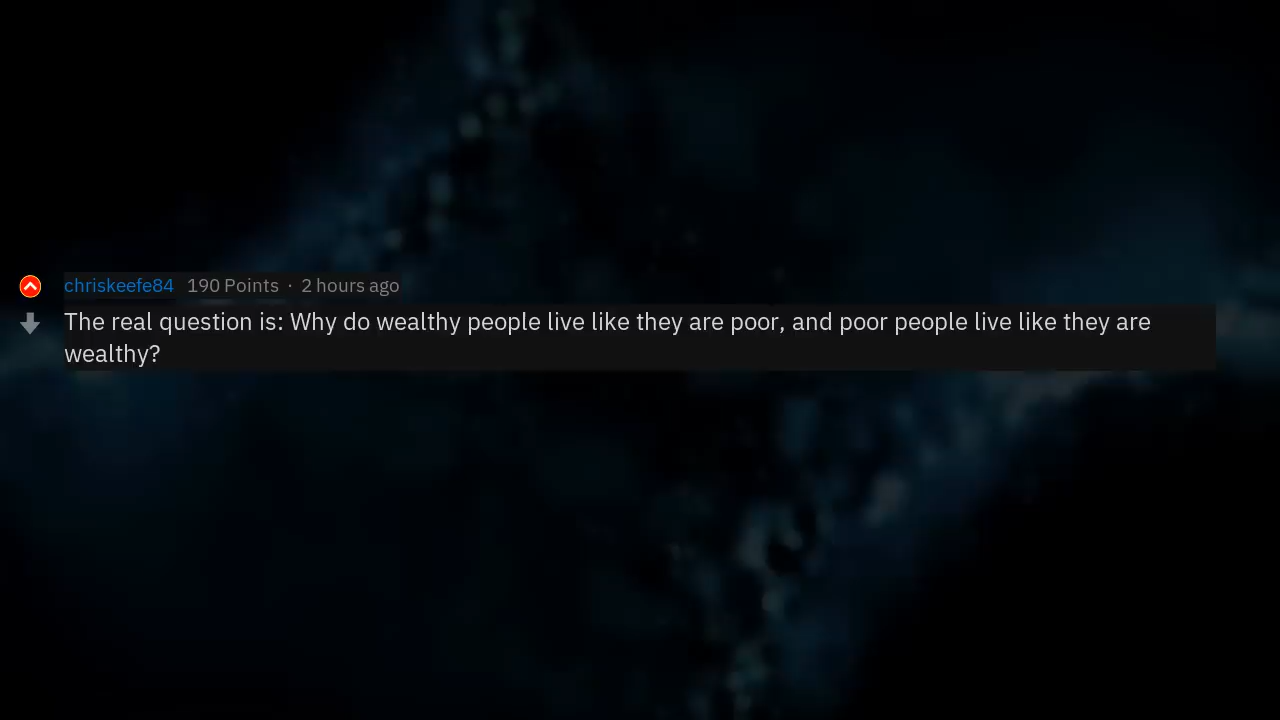 chriskeefe84 190 Points · 2 hours ago
The real question is: Why do wealthy people live like they are poor, and poor people live like they are
wealthy?